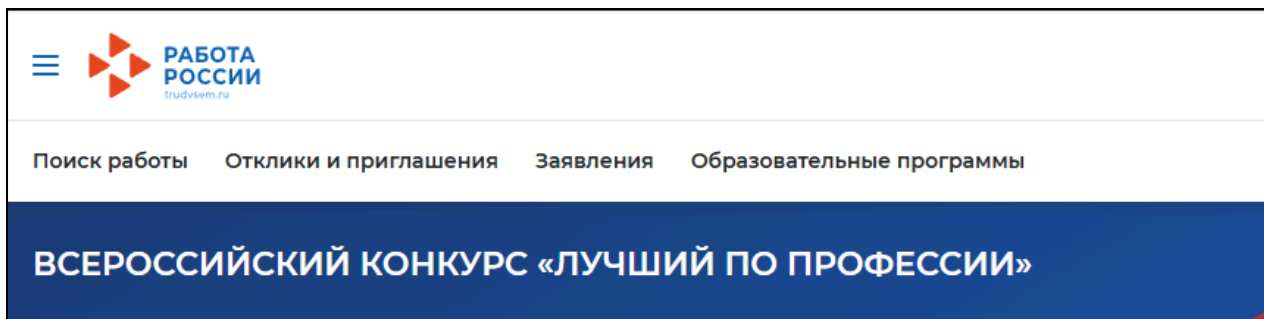 РАБОТА
РОССИИ
trudvsem.ru
Поиск работы Отклики и приглашения Заявления Образовательные программы
ВСЕРОССИЙСКИЙ КОНКУРС «ЛУЧШИЙ ПО ПРОФЕССИИ»